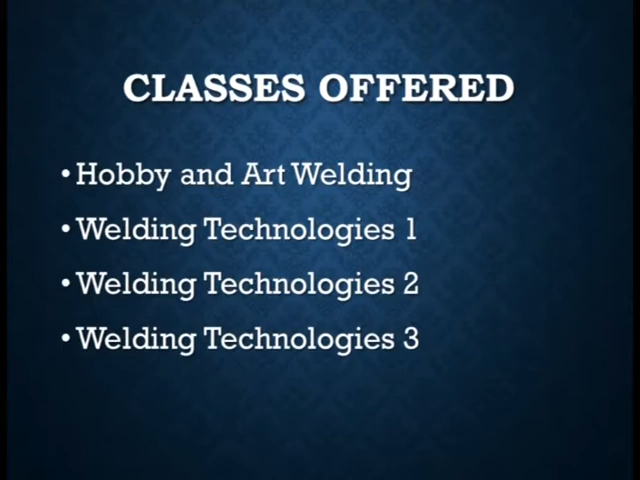 CLASSES OFFERED
• Hobby and Art Welding
• Welding Technologies 1
• Welding Technologies 2
• Welding Technologies 3